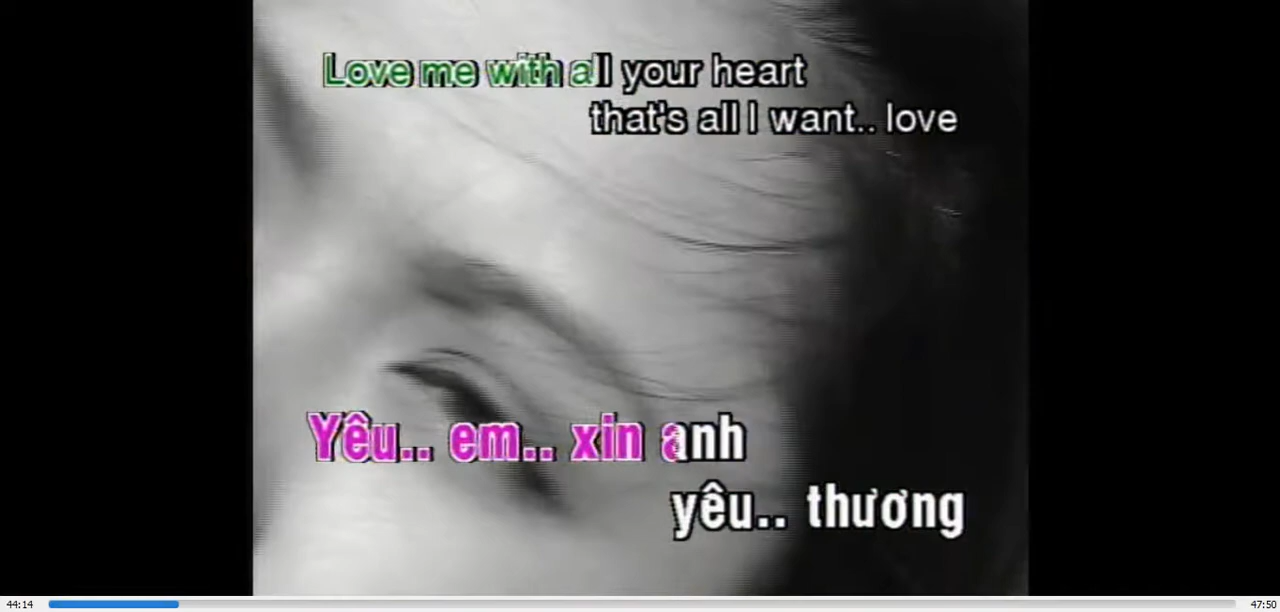 Love me with all your heart
that's all I want.. love
Yêu.. em.. xin anh
yêu.. thương
44:14
47:50